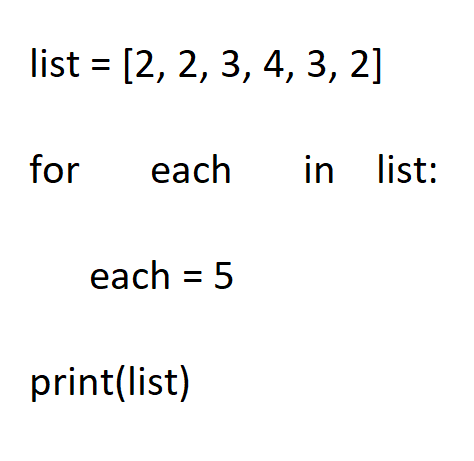 list = [2, 2, 3, 4, 3, 2]
for each in list:
each = 5
print(list)